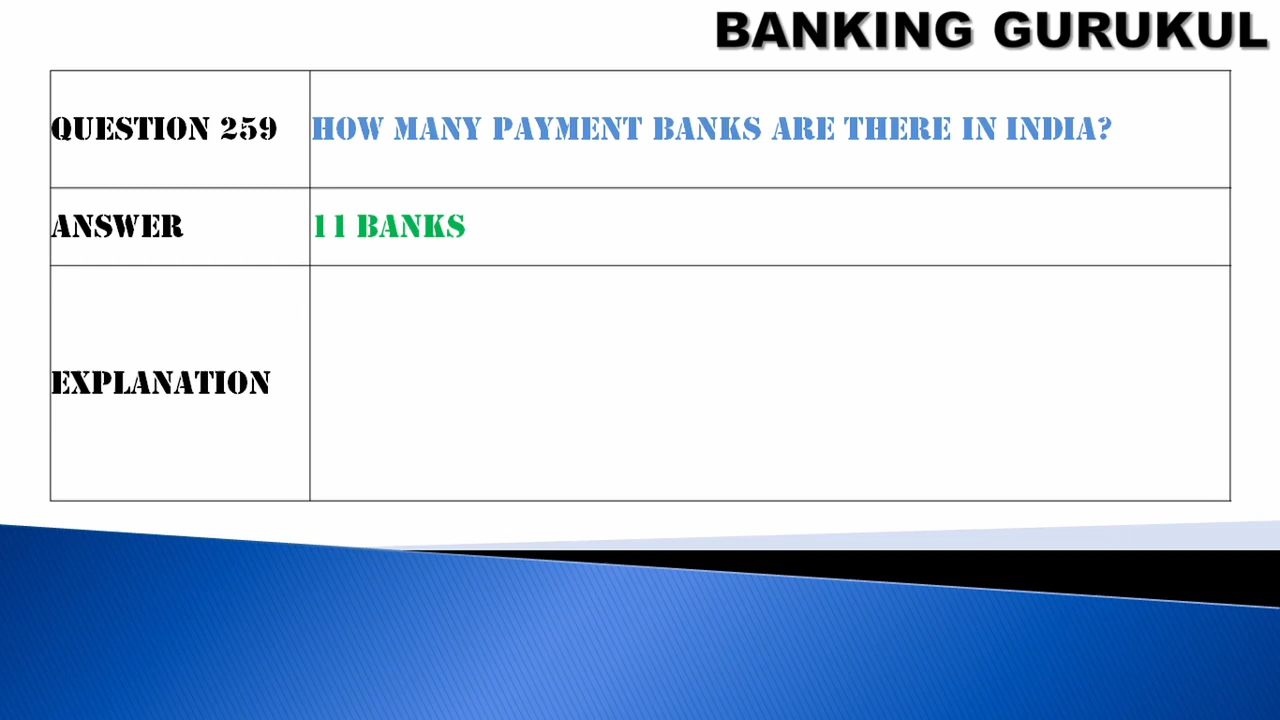 BANKING GURUKUL
QUESTION 259
HOW MANY PAYMENT BANKS ARE THERE IN INDIA?
ANSWER
11 BANKS
EXPLANATION